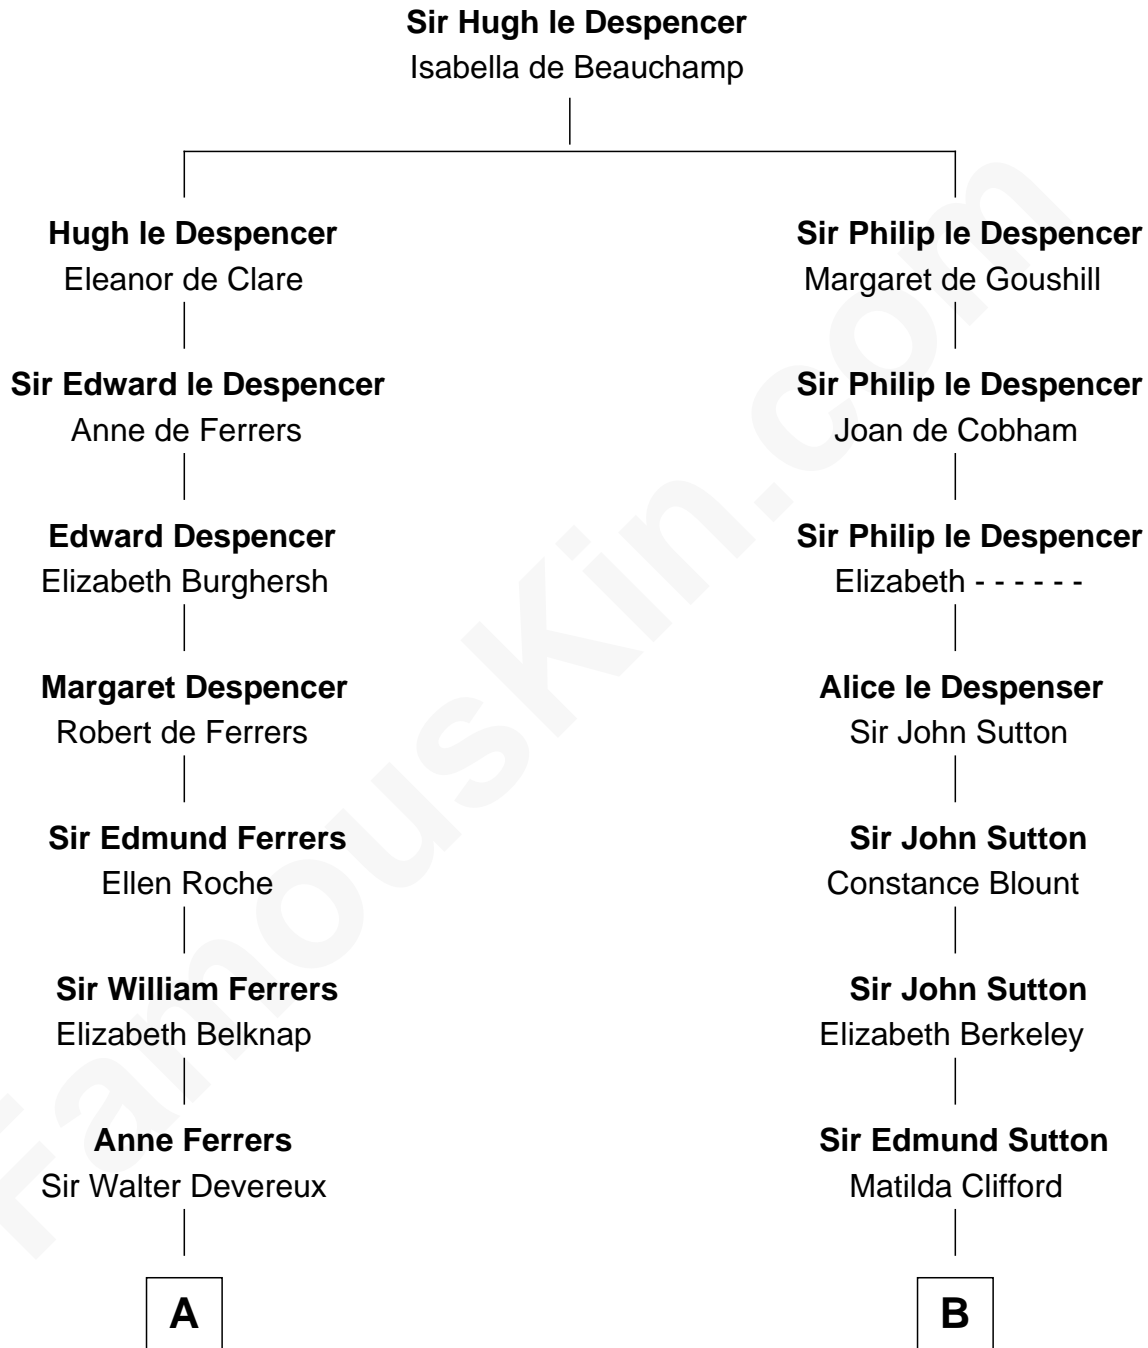 Sir Hugh le Despencer
Isabella de Beauchamp
Hugh le Despencer
Eleanor de Clare
Sir Philip le Despencer
Margaret de Goushill
Sir Edward le Despencer
Anne de Ferrers
Sir Philip le Despencer
Joan de Cobham
Edward Despencer
Elizabeth Burghersh
Sir Philip le Despencer
Elizabeth - - - - - -
Margaret Despencer
Robert de Ferrers
Alice le Despenser
Sir John Sutton
Sir Edmund Ferrers
Ellen Roche
Sir John Sutton
Constance Blount
Sir William Ferrers
Elizabeth Belknap
Sir John Sutton
Elizabeth Berkeley
Anne Ferrers
Sir Walter Devereux
Sir Edmund Sutton
Matilda Clifford
A
B
FamousKin.com